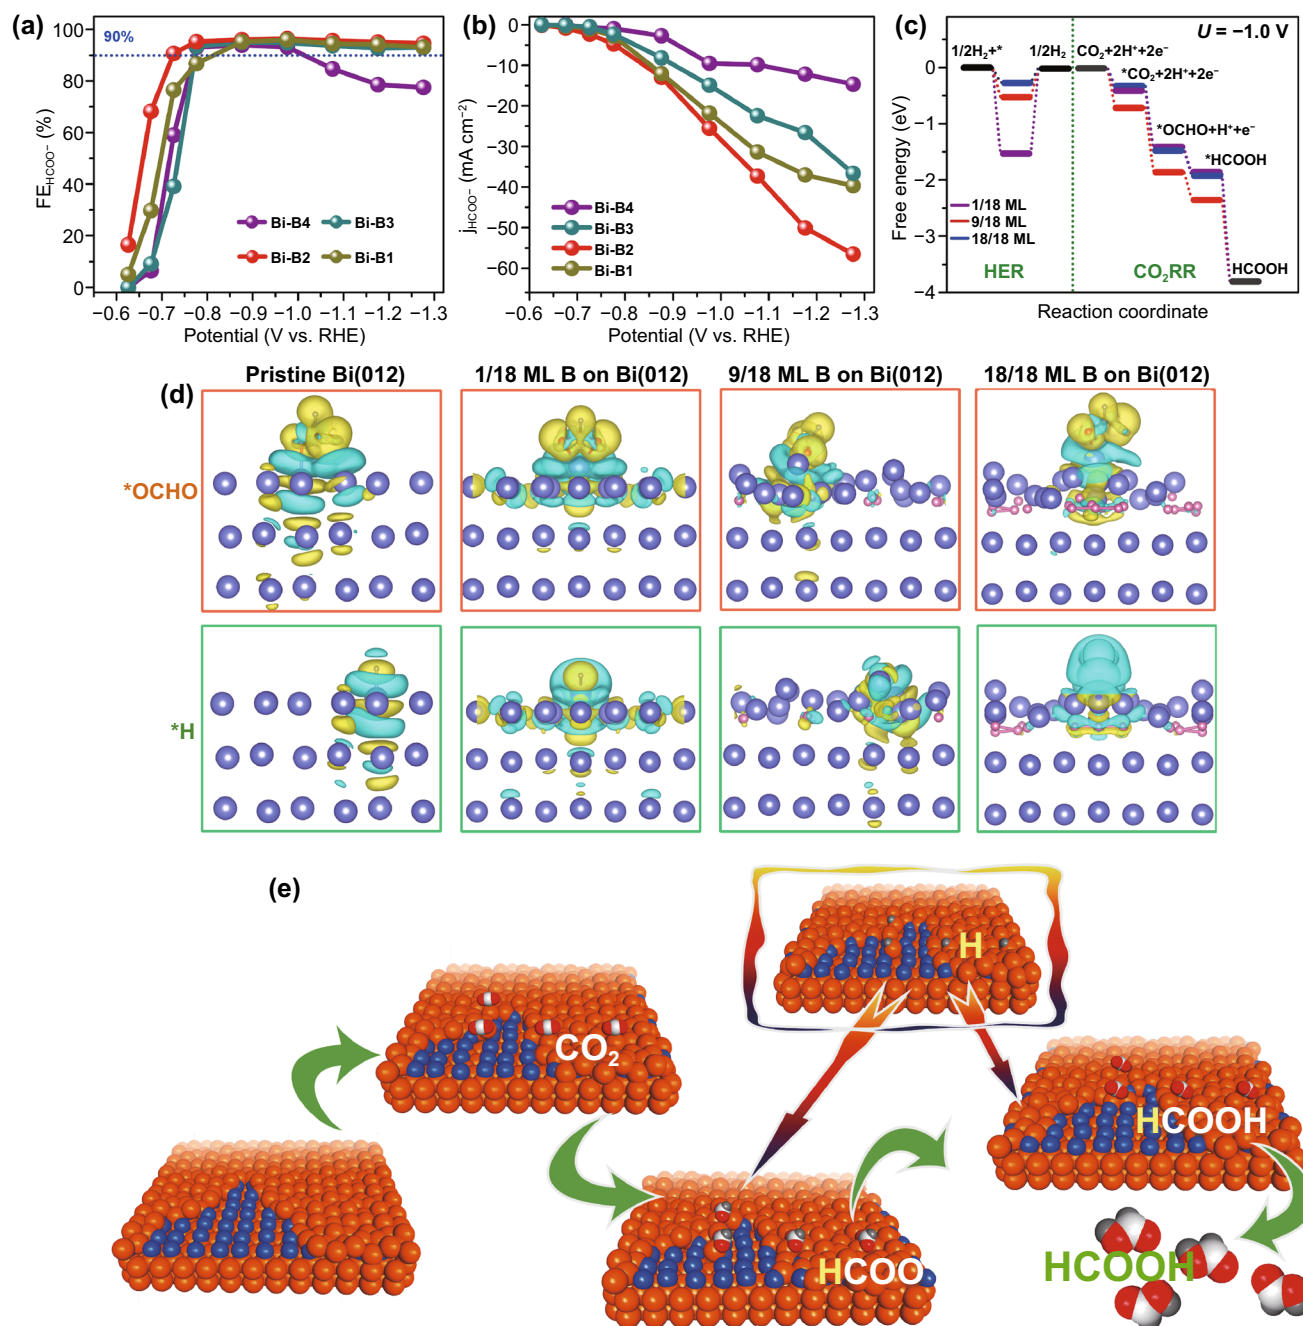 (a)
90%
FE_HCOO⁻ (%)
100
80
60
40
20
0
Bi-B4
Bi-B3
Bi-B2
Bi-B1
−0.6 −0.7 −0.8 −0.9 −1.0 −1.1 −1.2 −1.3
Potential (V vs. RHE)
(b)
j_HCOO⁻ (mA cm⁻²)
0
−10
−20
−30
−40
−50
−60
Bi-B4
Bi-B3
Bi-B2
Bi-B1
−0.6 −0.7 −0.8 −0.9 −1.0 −1.1 −1.2 −1.3
Potential (V vs. RHE)
(c)
U = −1.0 V
1/2H₂+* 1/2H₂ CO₂+2H⁺+2e⁻
*CO₂+2H⁺+2e⁻
*OCHO+H⁺+e⁻
*HCOOH
HCOOH
Free energy (eV)
0
−1
−2
−3
−4
1/18 ML
9/18 ML
18/18 ML
HER
CO₂RR
Reaction coordinate
(d)
Pristine Bi(012)
1/18 ML B on Bi(012)
9/18 ML B on Bi(012)
18/18 ML B on Bi(012)
*OCHO
*H
(e)
H
CO₂
HCOOH
HCOO
HCOOH